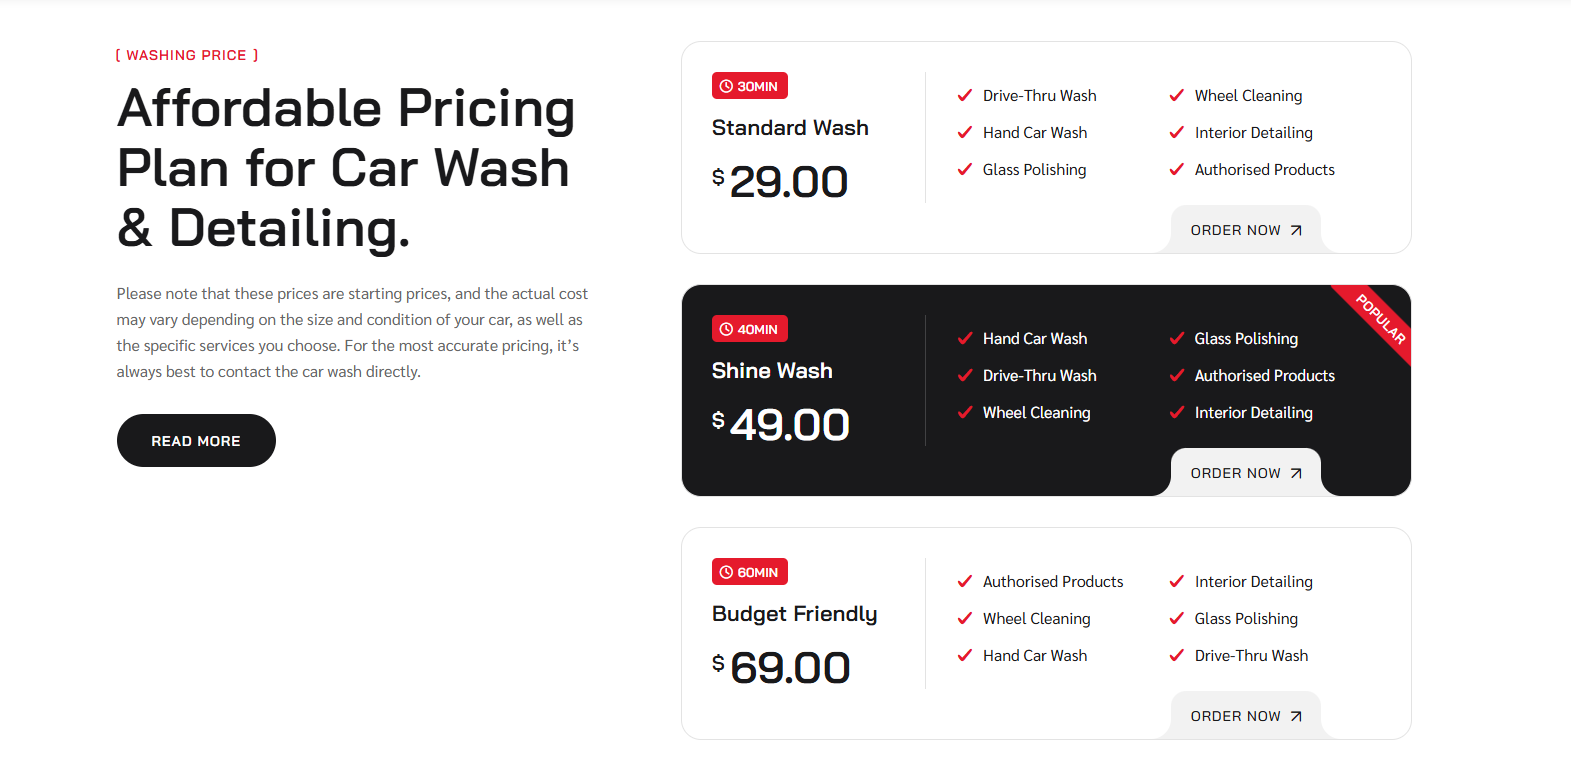 [ WASHING PRICE ]
Affordable Pricing
Plan for Car Wash
& Detailing.
Please note that these prices are starting prices, and the actual cost
may vary depending on the size and condition of your car, as well as
the specific services you choose. For the most accurate pricing, it’s
always best to contact the car wash directly.
READ MORE
30MIN
Standard Wash
$29.00
Drive-Thru Wash
Hand Car Wash
Glass Polishing
Wheel Cleaning
Interior Detailing
Authorised Products
ORDER NOW
POPULAR
40MIN
Shine Wash
$49.00
Hand Car Wash
Drive-Thru Wash
Wheel Cleaning
Glass Polishing
Authorised Products
Interior Detailing
ORDER NOW
60MIN
Budget Friendly
$69.00
Authorised Products
Wheel Cleaning
Hand Car Wash
Interior Detailing
Glass Polishing
Drive-Thru Wash
ORDER NOW